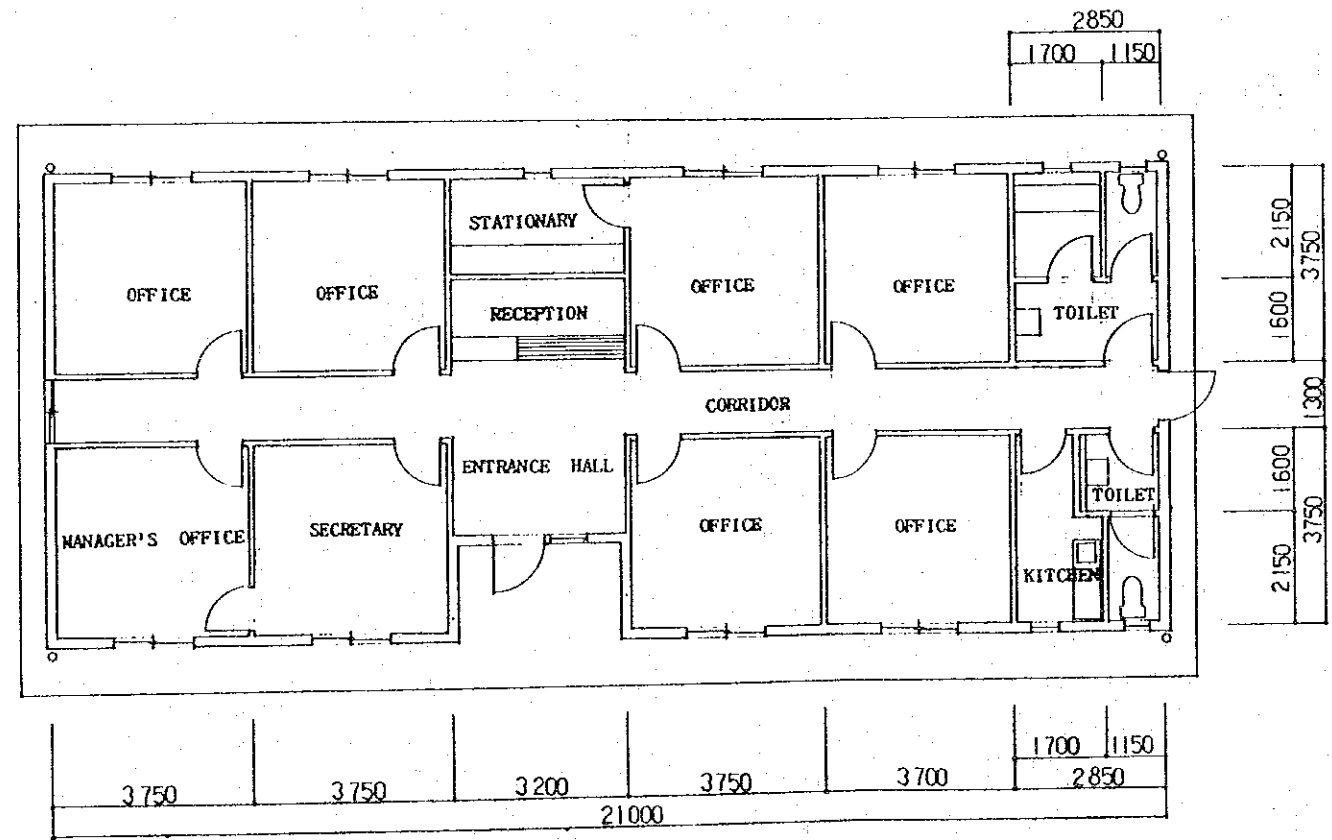 2850
1700 1150
STATIONARY
OFFICE OFFICE OFFICE OFFICE
RECEPTION TOILET
2150
3750
1600
CORRIDOR
1300
ENTRANCE HALL
MANAGER'S OFFICE SECRETARY OFFICE OFFICE
TOILET
KITCHEN
1600
3750
2150
1700 1150
3750 3750 3200 3750 3700 2850
21000